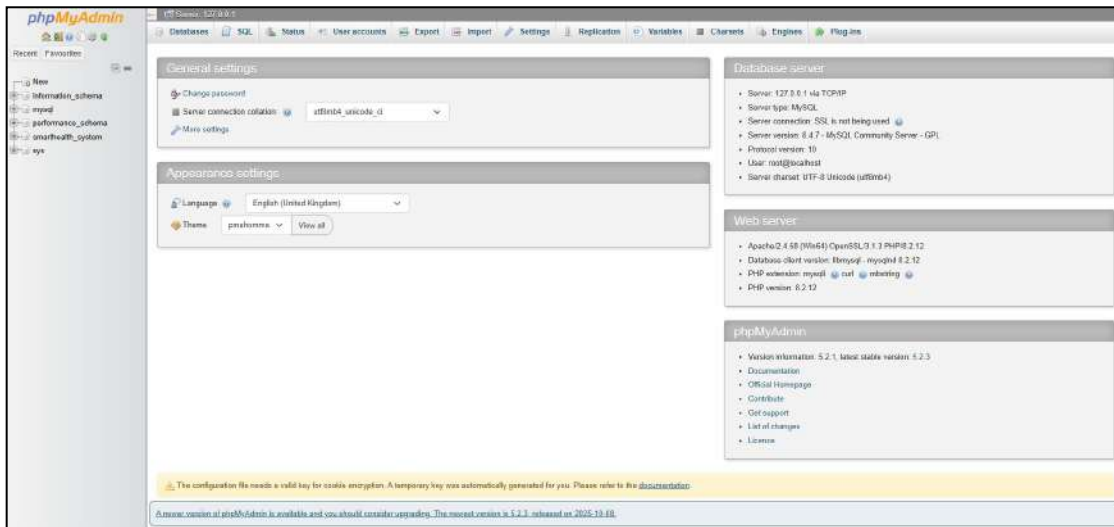 phpMyAdmin
Recent Favourites
New
information_schema
mysql
performance_schema
smarthealth_system
sys
Server: 127.0.0.1
Databases SQL Status User accounts Export Import Settings Replication Variables Charsets Engines Plug-ins
General settings
Change password
Server connection collation: utf8mb4_unicode_ci
More settings
Appearance settings
Language English (United Kingdom)
Theme pmahomme View all
Database server
Server: 127.0.0.1 via TCP/IP
Server type: MySQL
Server connection: SSL is not being used
Server version: 8.4.7 - MySQL Community Server - GPL
Protocol version: 10
User: root@localhost
Server charset: UTF-8 Unicode (utf8mb4)
Web server
Apache/2.4.58 (Win64) OpenSSL/3.1.3 PHP/8.2.12
Database client version: libmysql - mysqlnd 8.2.12
PHP extension: mysqli curl mbstring
PHP version: 8.2.12
phpMyAdmin
Version information: 5.2.1, latest stable version: 5.2.3
Documentation
Official Homepage
Contribute
Get support
List of changes
License
The configuration file needs a valid key for cookie encryption. A temporary key was automatically generated for you. Please refer to the documentation.
A newer version of phpMyAdmin is available and you should consider upgrading. The newest version is 5.2.3, released on 2025-10-08.